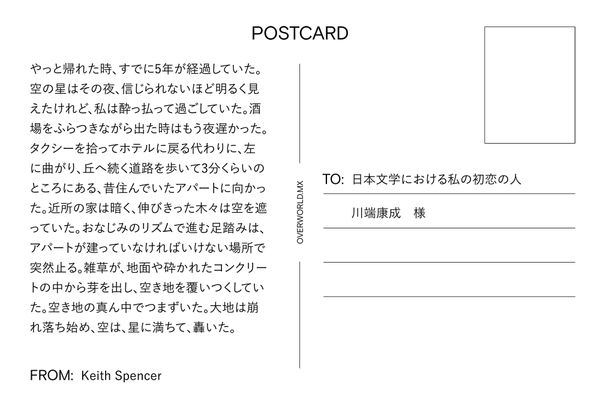 POSTCARD
やっと帰れた時、すでに5年が経過していた。
空の星はその夜、信じられないほど明るく見
えたけれど、私は酔っ払って過ごしていた。酒
場をふらつきながら出た時はもう夜遅かった。
タクシーを拾ってホテルに戻る代わりに、左
に曲がり、丘へ続く道路を歩いて3分くらいの
ところにある、昔住んでいたアパートに向かっ
た。近所の家は暗く、伸びきった木々は空を遮
っていた。おなじみのリズムで進む足踏みは、
アパートが建っていなければいけない場所で
突然止る。雑草が、地面や砕かれたコンクリー
トの中から芽を出し、空き地を覆いつくしてい
た。空き地の真ん中でつまずいた。大地は崩
れ落ち始め、空は、星に満ちて、轟いた。
FROM: Keith Spencer
OVERWORLD.MX
TO: 日本文学における私の初恋の人
川端康成 様